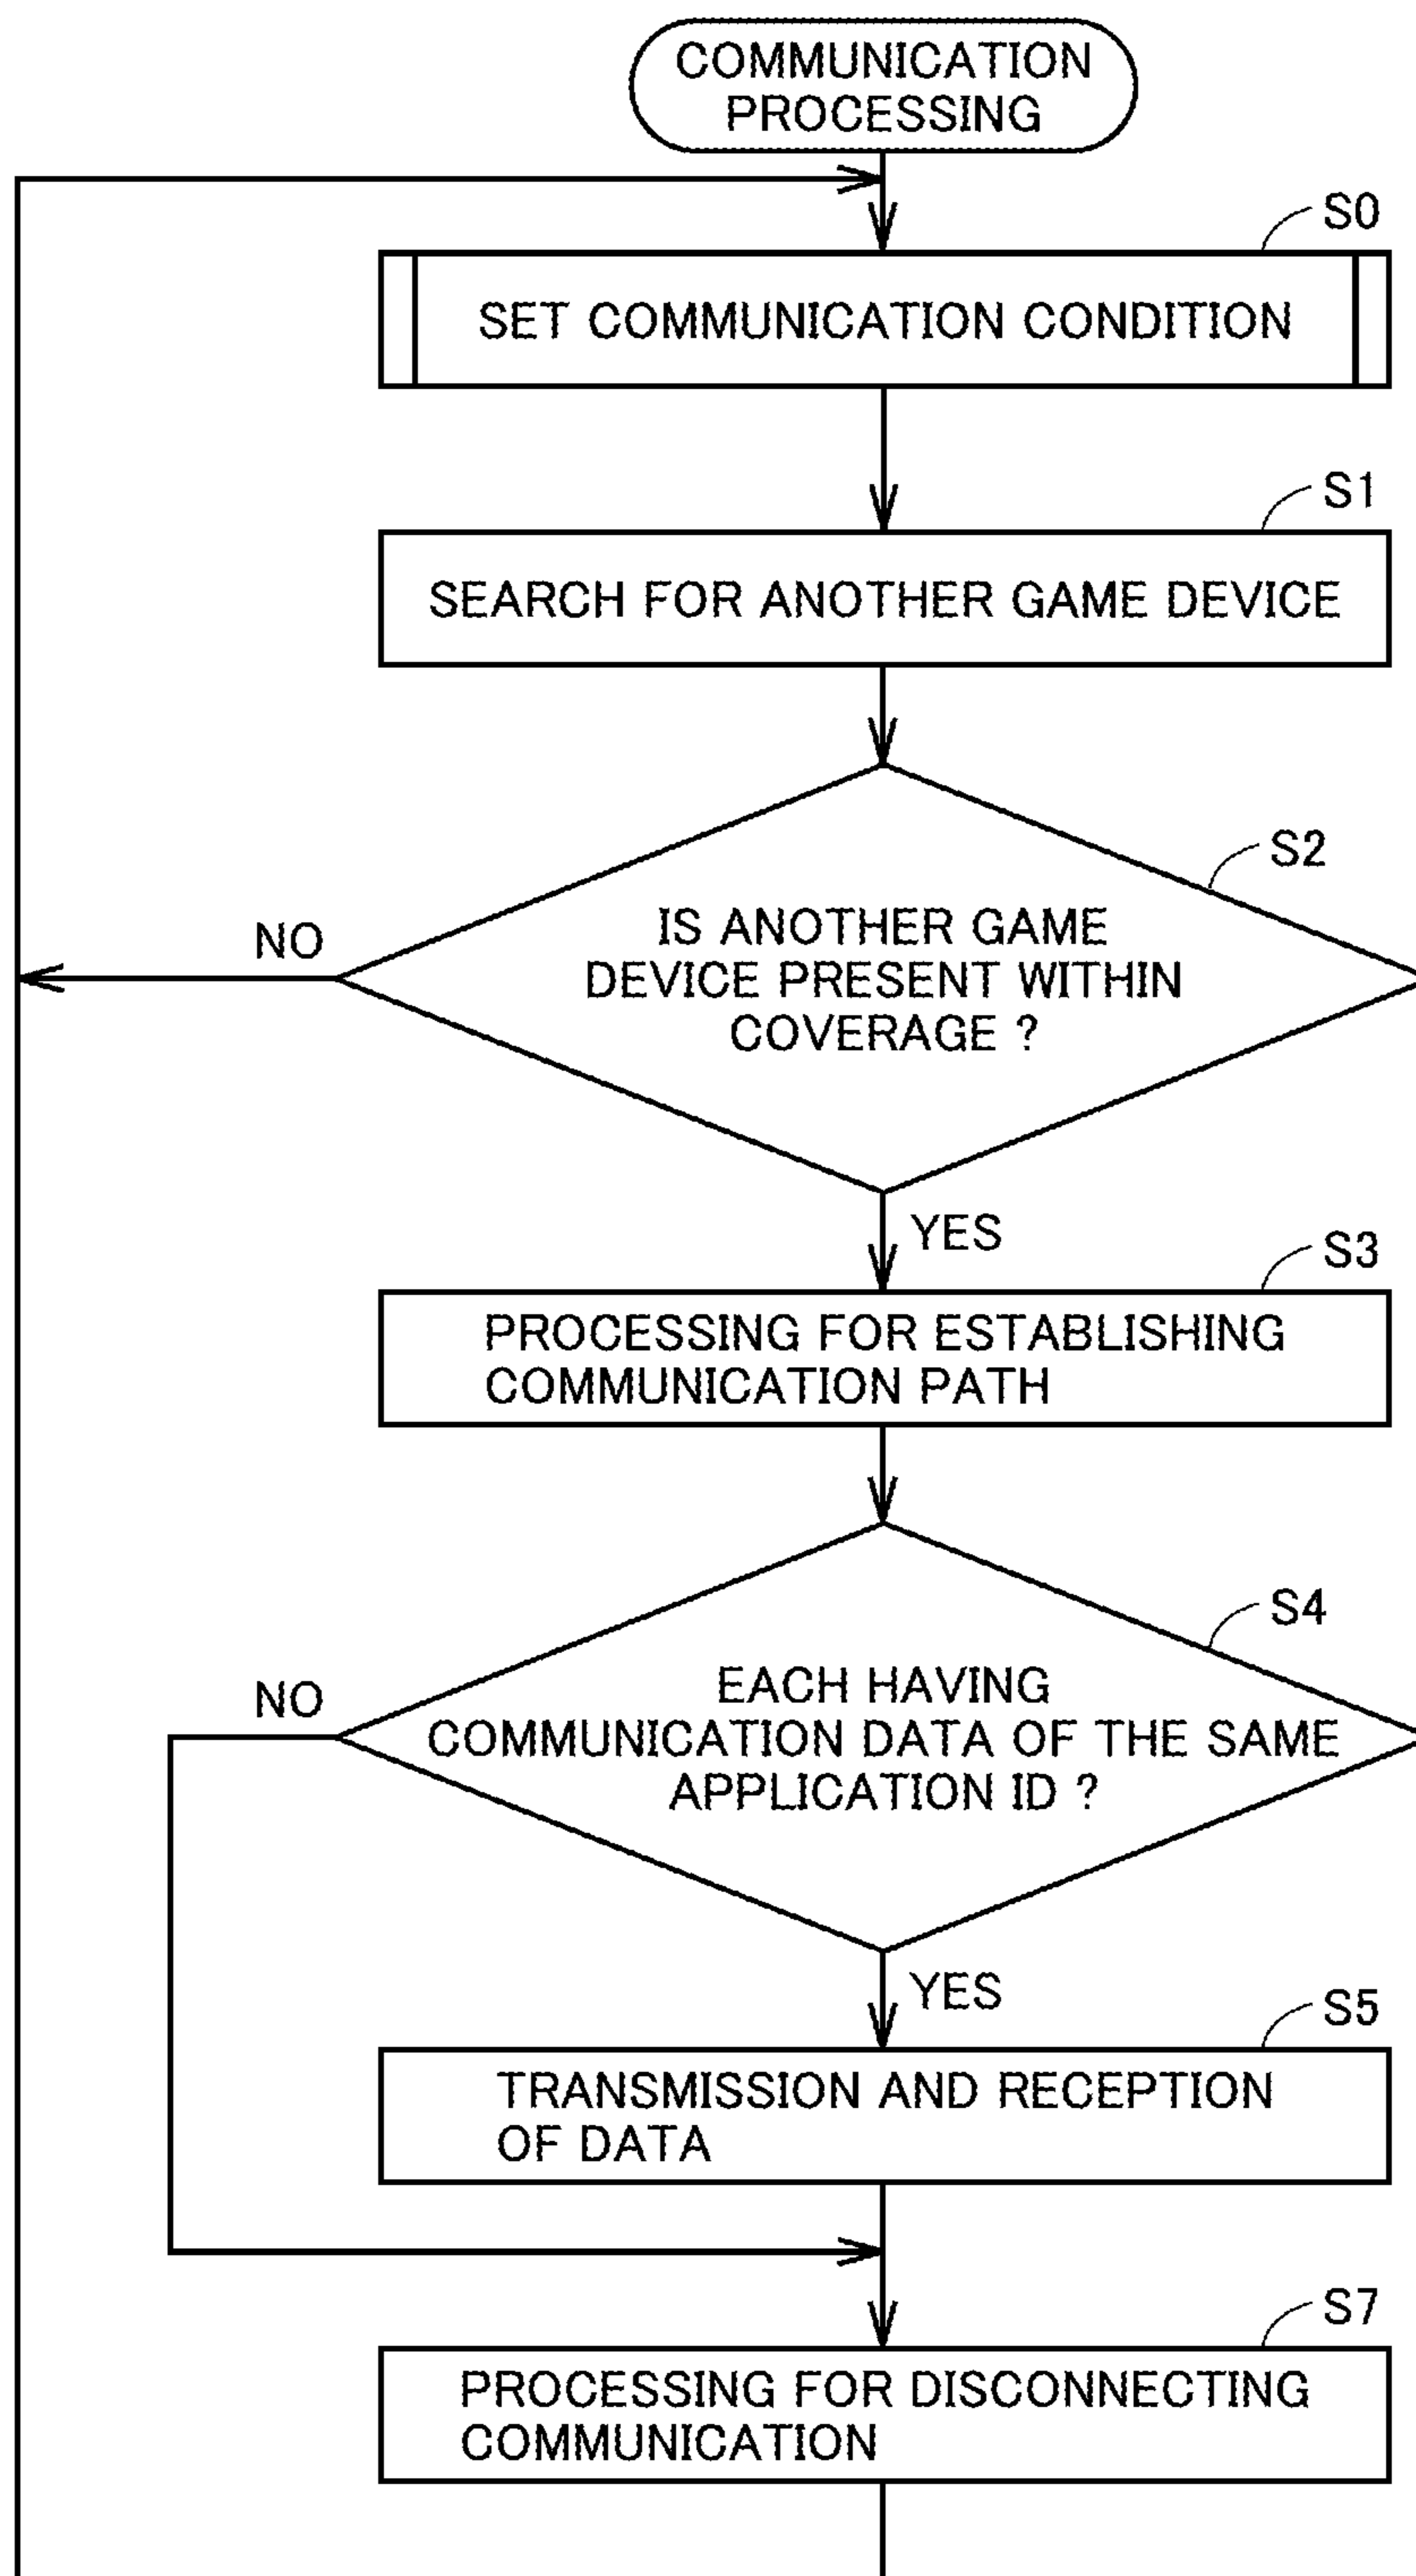 COMMUNICATION
PROCESSING
S0
SET COMMUNICATION CONDITION
S1
SEARCH FOR ANOTHER GAME DEVICE
S2
IS ANOTHER GAME
DEVICE PRESENT WITHIN
COVERAGE ?
NO
YES
S3
PROCESSING FOR ESTABLISHING
COMMUNICATION PATH
S4
EACH HAVING
COMMUNICATION DATA OF THE SAME
APPLICATION ID ?
NO
YES
S5
TRANSMISSION AND RECEPTION
OF DATA
S7
PROCESSING FOR DISCONNECTING
COMMUNICATION